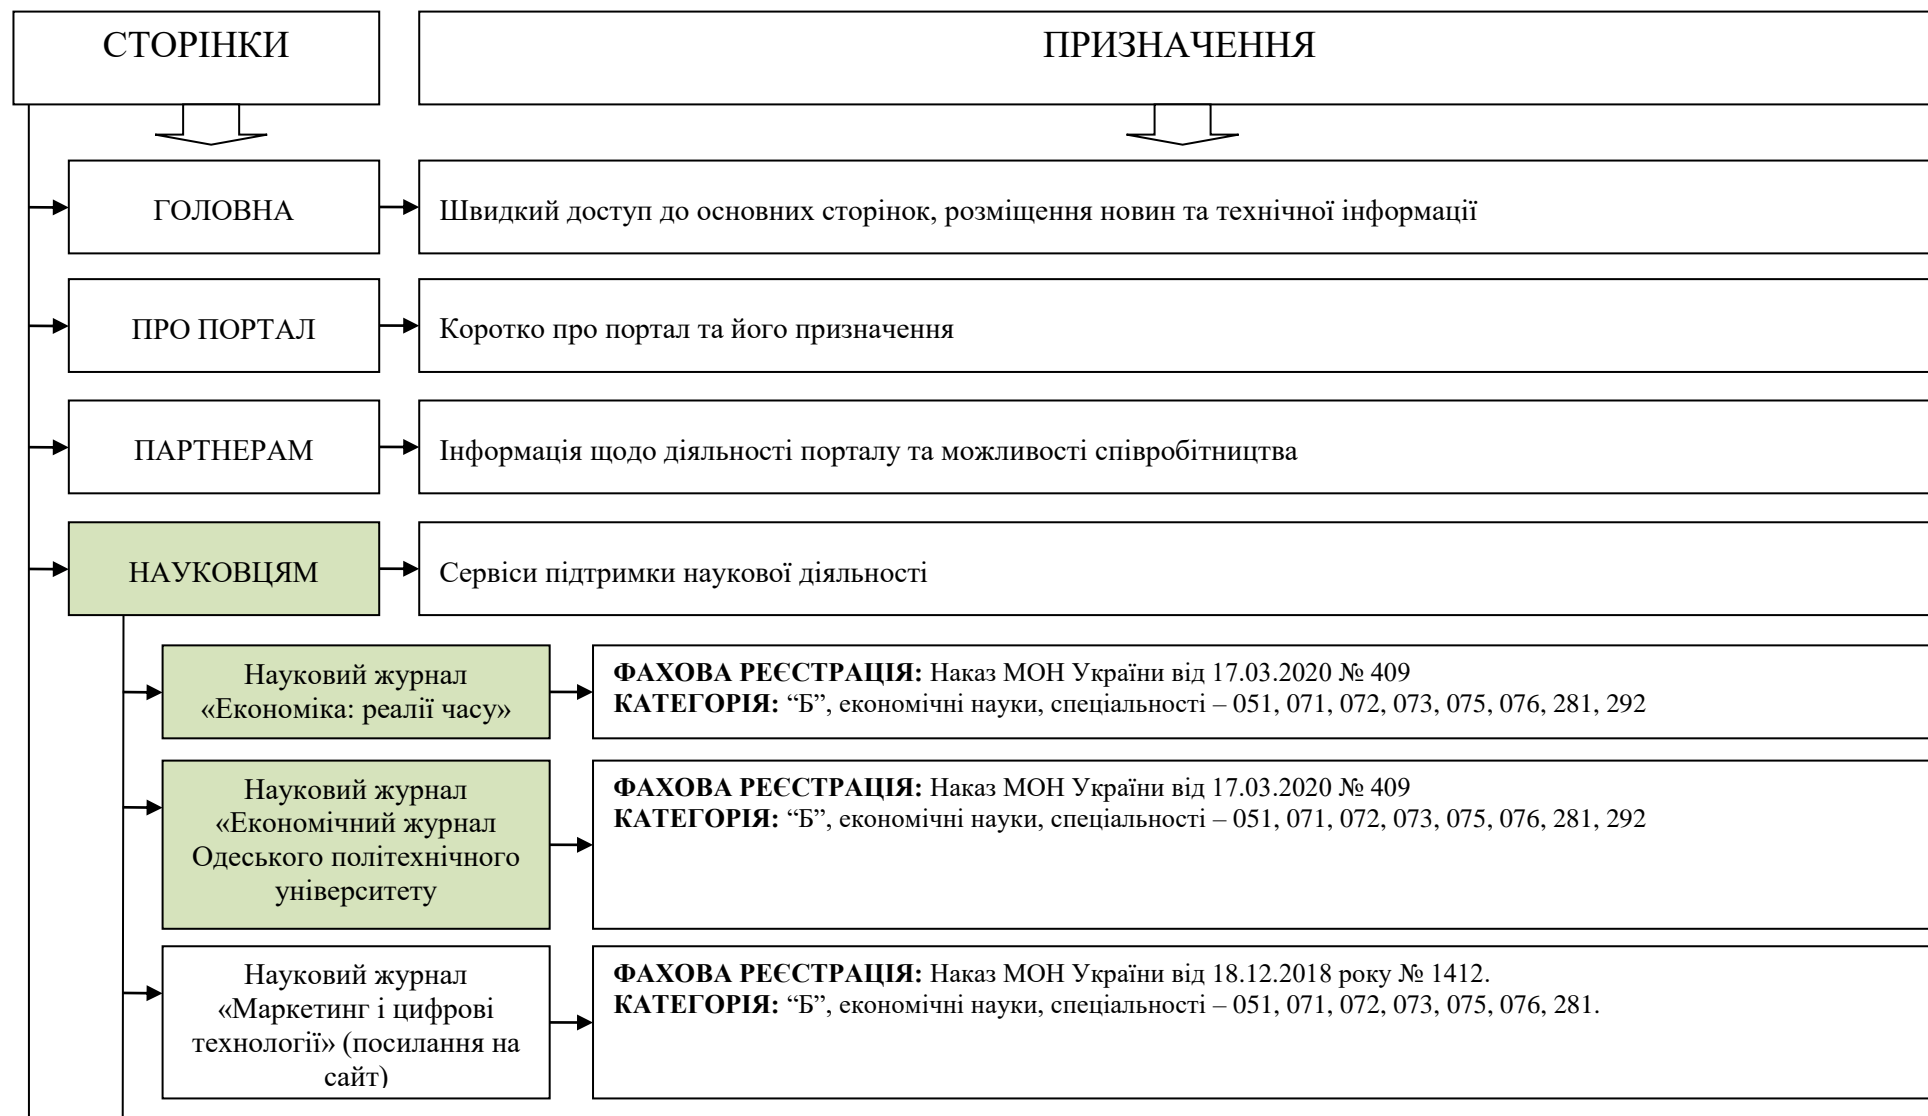 СТОРІНКИ
ПРИЗНАЧЕННЯ
ГОЛОВНА
Швидкий доступ до основних сторінок, розміщення новин та технічної інформації
ПРО ПОРТАЛ
Коротко про портал та його призначення
ПАРТНЕРАМ
Інформація щодо діяльності порталу та можливості співробітництва
НАУКОВЦЯМ
Сервіси підтримки наукової діяльності
Науковий журнал
«Економіка: реалії часу»
ФАХОВА РЕЄСТРАЦІЯ: Наказ МОН України від 17.03.2020 № 409
КАТЕГОРІЯ: “Б”, економічні науки, спеціальності – 051, 071, 072, 073, 075, 076, 281, 292
Науковий журнал
«Економічний журнал
Одеського політехнічного
університету
ФАХОВА РЕЄСТРАЦІЯ: Наказ МОН України від 17.03.2020 № 409
КАТЕГОРІЯ: “Б”, економічні науки, спеціальності – 051, 071, 072, 073, 075, 076, 281, 292
Науковий журнал
«Маркетинг і цифрові
технології» (посилання на
сайт)
ФАХОВА РЕЄСТРАЦІЯ: Наказ МОН України від 18.12.2018 року № 1412.
КАТЕГОРІЯ: “Б”, економічні науки, спеціальності – 051, 071, 072, 073, 075, 076, 281.